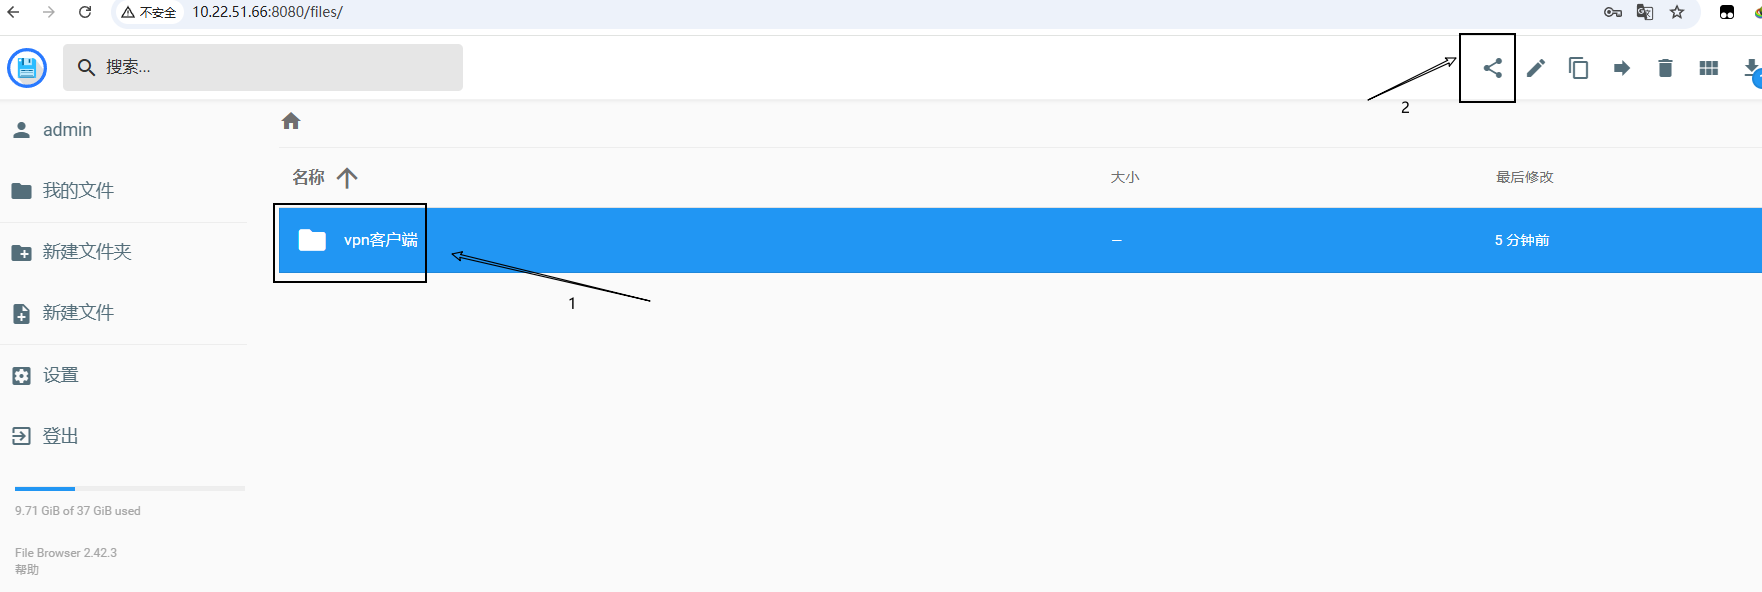 不安全 10.22.51.66:8080/files/
搜索...
2
admin
我的文件
新建文件夹
新建文件
设置
登出
9.71 GiB of 37 GiB used
File Browser 2.42.3
帮助
名称 大小 最后修改
vpn客户端 — 5 分钟前
1